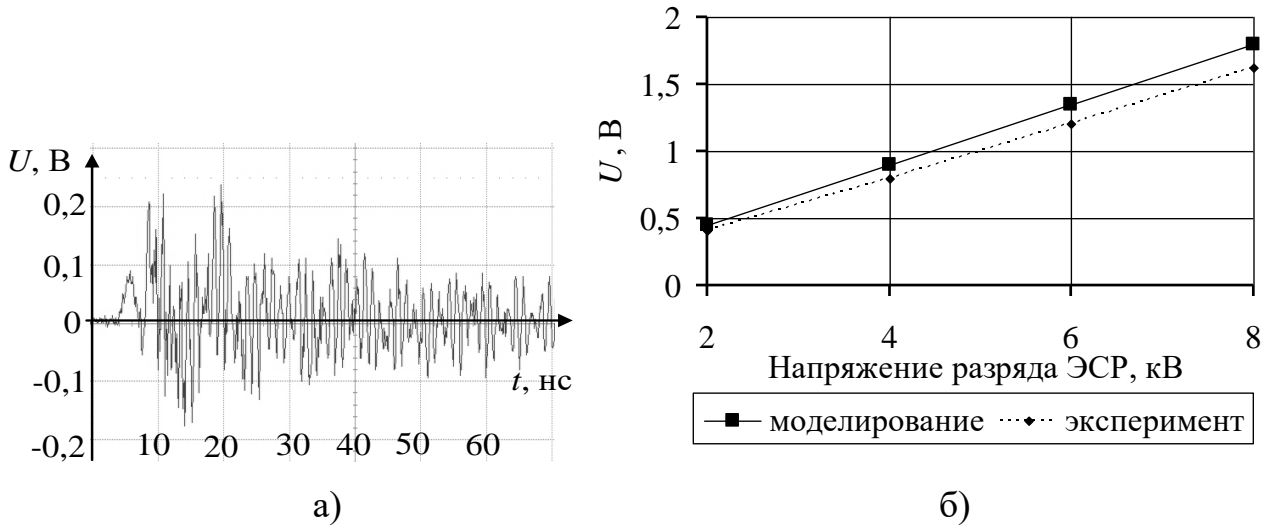 U, В
0,2
0,1
0
-0,1
-0,2
10 20 30 40 50 60
t, нс
а)
U, В
2
1,5
1
0,5
0
2 4 6 8
Напряжение разряда ЭСР, кВ
моделирование эксперимент
б)